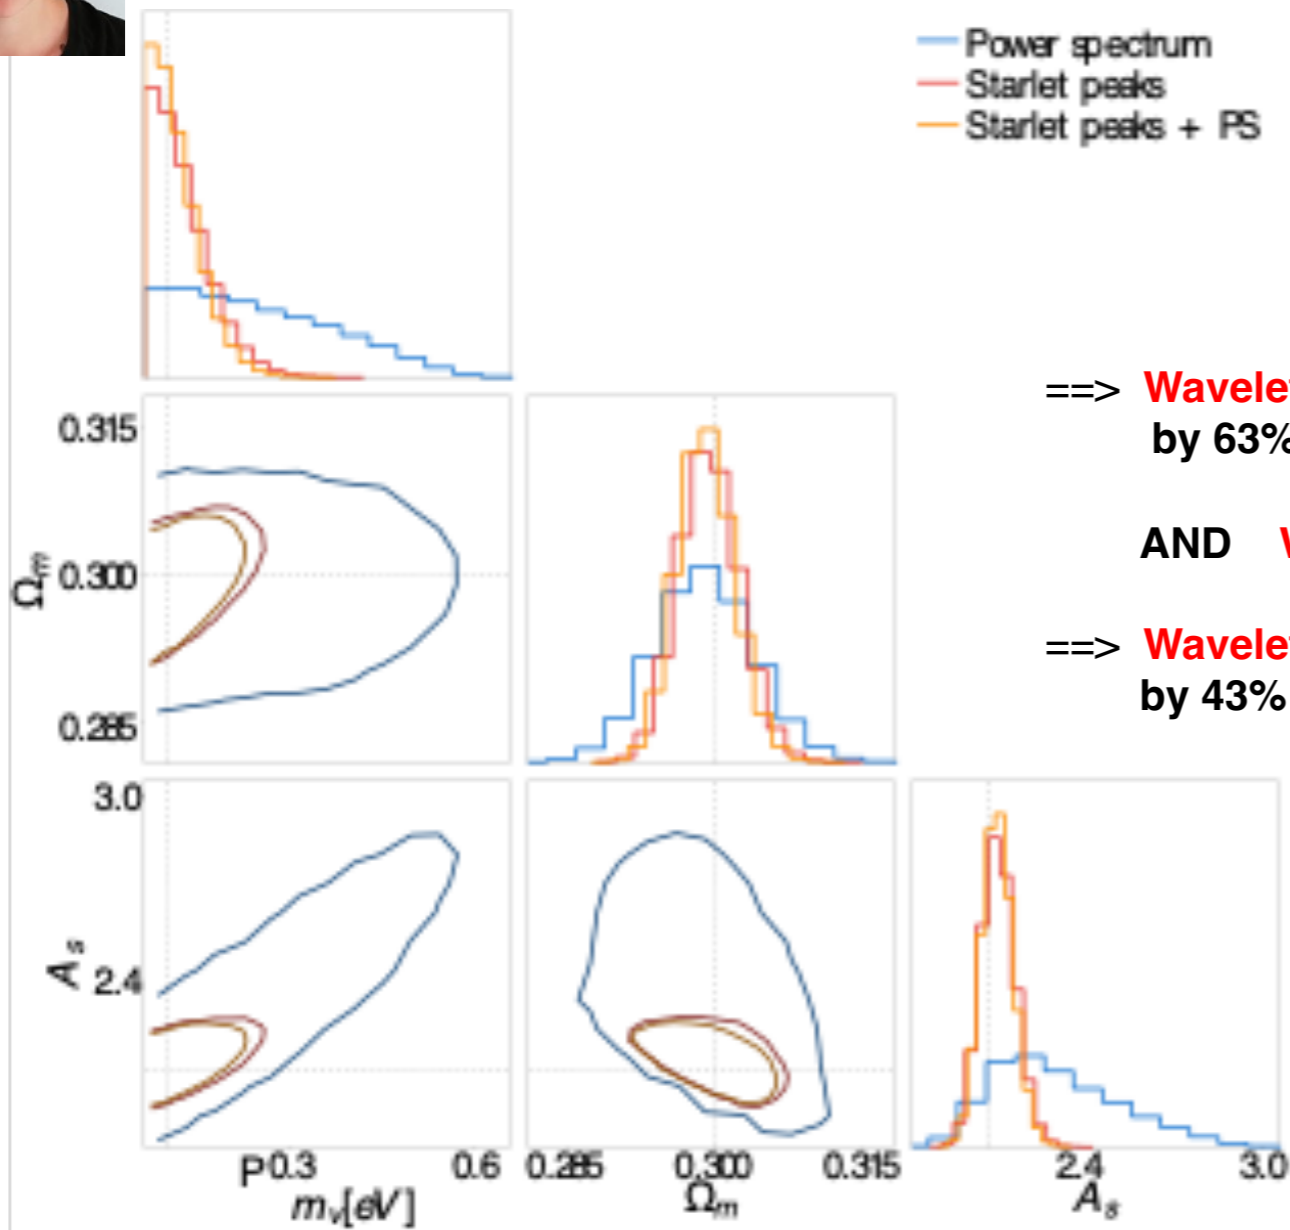 Power spectrum
Starlet peaks
Starlet peaks + PS
==> Wavelet
by 63%
AND
==> Wavelet
by 43%
0.315
0.300
0.285
Ωm
3.0
2.4
As
P 0.3 0.6
mν[eV]
0.285 0.300 0.315
Ωm
2.4 3.0
As